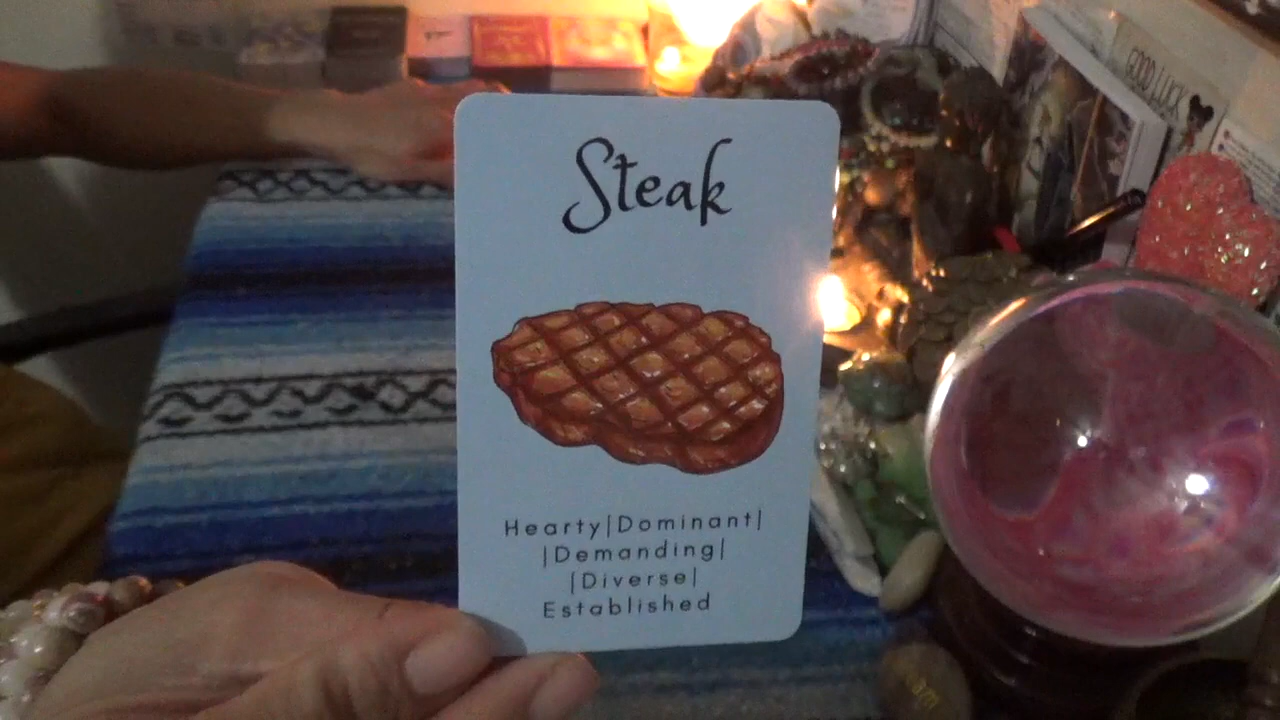 Steak
Hearty|Dominant|
|Demanding|
|Diverse|
Established
GOOD LUCK